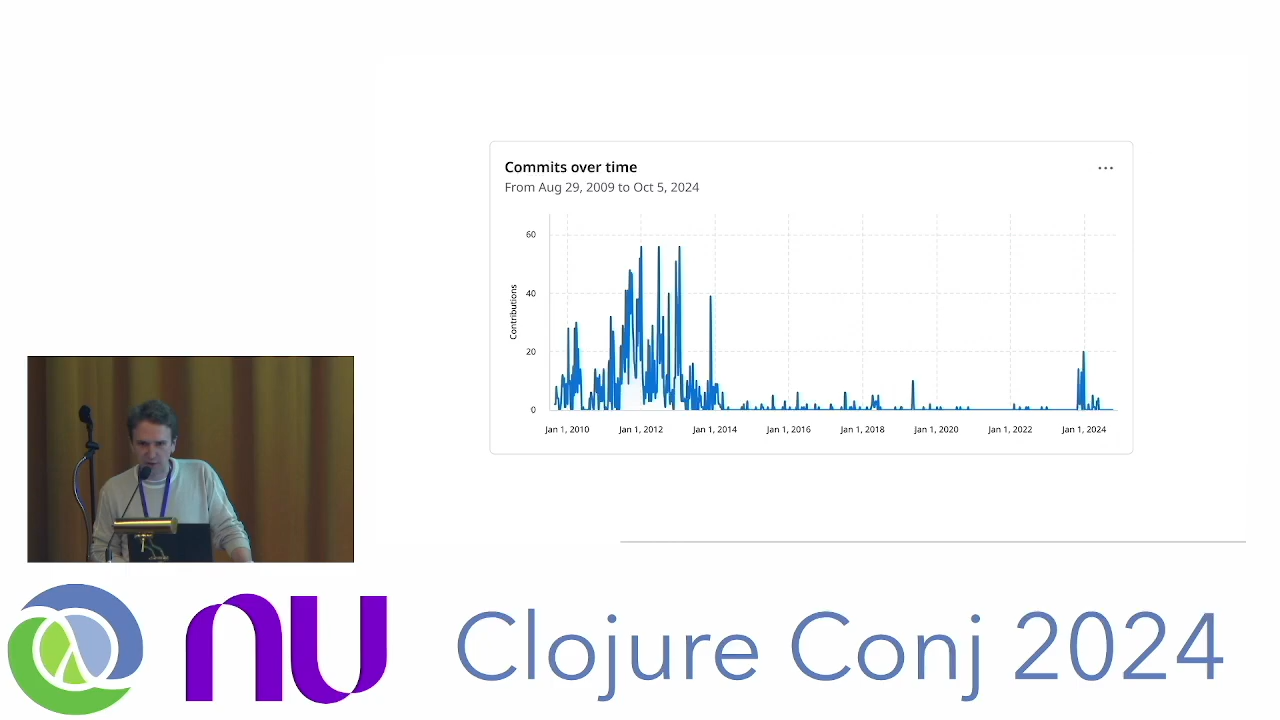 Commits over time
From Aug 29, 2009 to Oct 5, 2024
60
40
20
0
Contributions
Jan 1, 2010
Jan 1, 2012
Jan 1, 2014
Jan 1, 2016
Jan 1, 2018
Jan 1, 2020
Jan 1, 2022
Jan 1, 2024
nu
Clojure Conj 2024